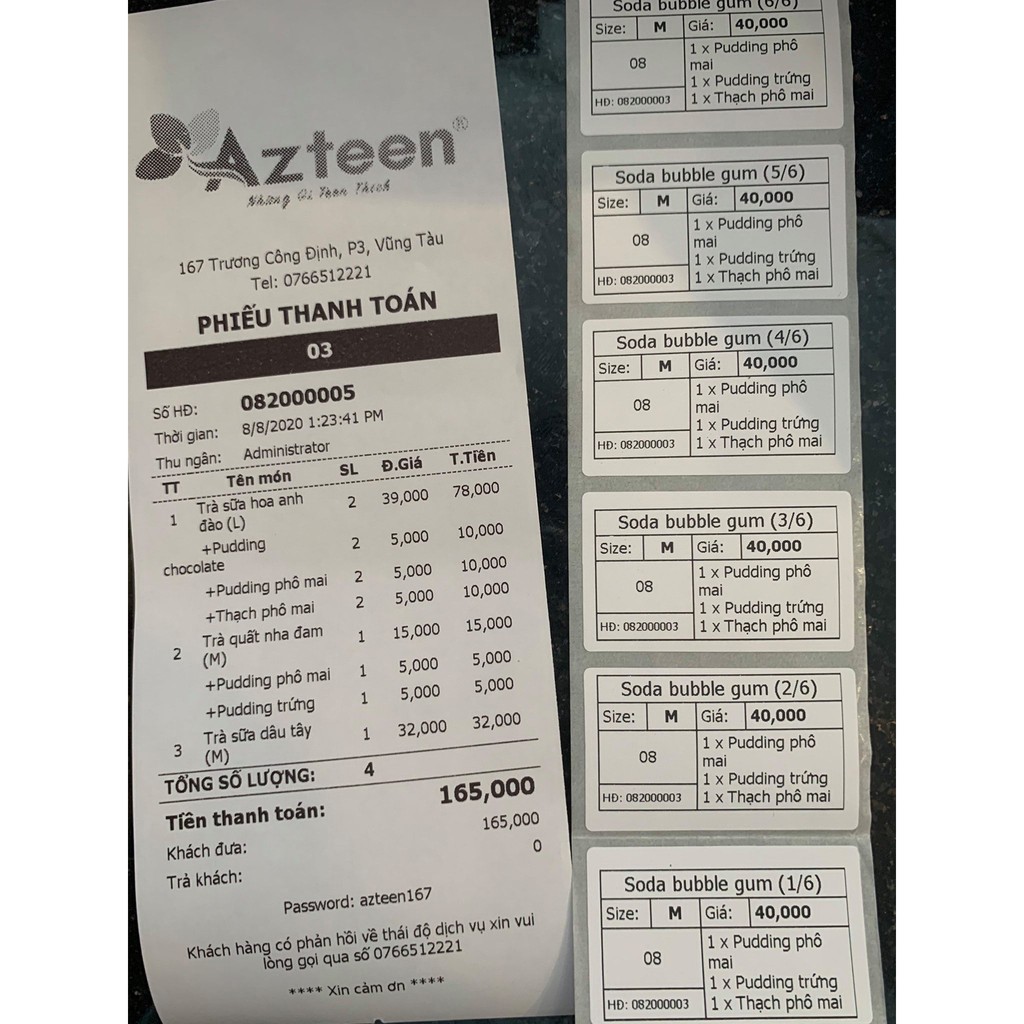 Azteen®
Những Gì Teen Thích
167 Trương Công Định, P3, Vũng Tàu
Tel: 0766512221
PHIẾU THANH TOÁN
03
Số HĐ: 082000005
Thời gian: 8/8/2020 1:23:41 PM
Thu ngân: Administrator
TT Tên món SL Đ.Giá T.Tiền
1 Trà sữa hoa anh 2 39,000 78,000
đào (L)
+Pudding 2 5,000 10,000
chocolate
+Pudding phô mai 2 5,000 10,000
+Thạch phô mai 2 5,000 10,000
2 Trà quất nha đam 1 15,000 15,000
(M)
+Pudding phô mai 1 5,000 5,000
+Pudding trứng 1 5,000 5,000
3 Trà sữa dâu tây 1 32,000 32,000
(M)
TỔNG SỐ LƯỢNG: 4
Tiền thanh toán: 165,000
Khách đưa: 165,000
Trả khách: 0
Password: azteen167
Khách hàng có phản hồi về thái độ dịch vụ xin vui
lòng gọi qua số 0766512221
**** Xin cảm ơn ****
Soda bubble gum (6/6)
Size: M Giá: 40,000
08
1 x Pudding phô
mai
1 x Pudding trứng
HĐ: 082000003 1 x Thạch phô mai
Soda bubble gum (5/6)
Size: M Giá: 40,000
08
1 x Pudding phô
mai
1 x Pudding trứng
HĐ: 082000003 1 x Thạch phô mai
Soda bubble gum (4/6)
Size: M Giá: 40,000
08
1 x Pudding phô
mai
1 x Pudding trứng
HĐ: 082000003 1 x Thạch phô mai
Soda bubble gum (3/6)
Size: M Giá: 40,000
08
1 x Pudding phô
mai
1 x Pudding trứng
HĐ: 082000003 1 x Thạch phô mai
Soda bubble gum (2/6)
Size: M Giá: 40,000
08
1 x Pudding phô
mai
1 x Pudding trứng
HĐ: 082000003 1 x Thạch phô mai
Soda bubble gum (1/6)
Size: M Giá: 40,000
08
1 x Pudding phô
mai
1 x Pudding trứng
HĐ: 082000003 1 x Thạch phô mai